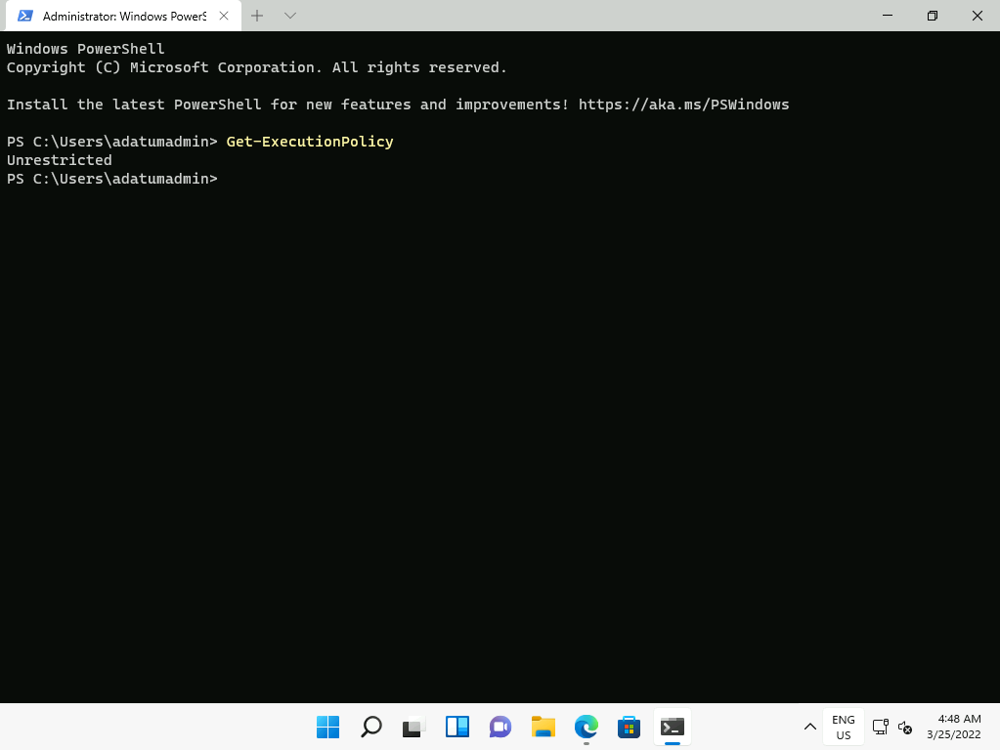 Administrator: Windows PowerS
Windows PowerShell
Copyright (C) Microsoft Corporation. All rights reserved.
Install the latest PowerShell for new features and improvements! https://aka.ms/PSWindows
PS C:\Users\adatumadmin> Get-ExecutionPolicy
Unrestricted
PS C:\Users\adatumadmin>
ENG
US
4:48 AM
3/25/2022